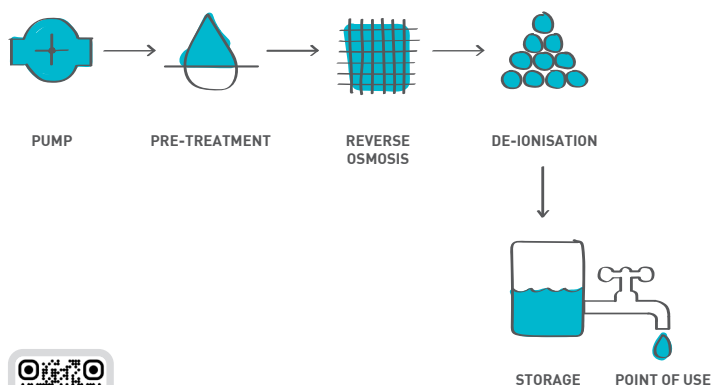 PUMP
PRE-TREATMENT
REVERSE
OSMOSIS
DE-IONISATION
STORAGE
POINT OF USE